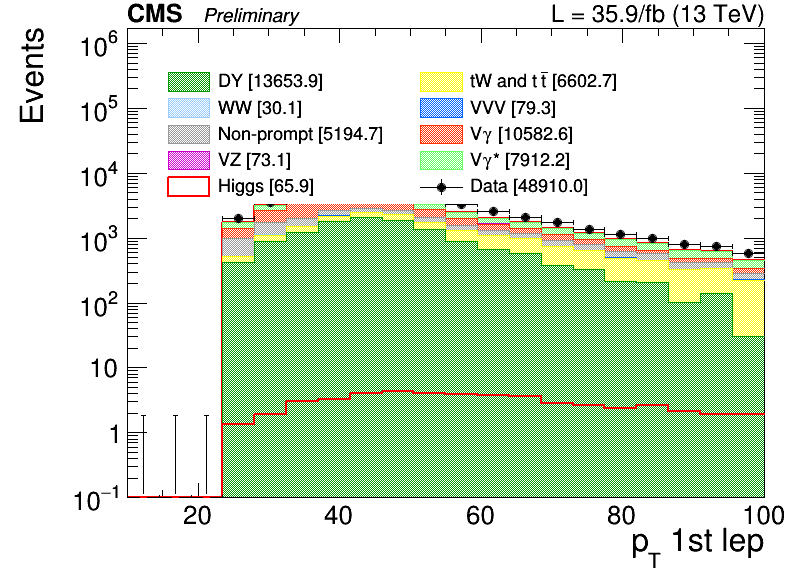 CMS Preliminary L = 35.9/fb (13 TeV)
Events
10⁶
10⁵
10⁴
10³
10²
10
1
10⁻¹
DY [13653.9] tW and tt̄ [6602.7]
WW [30.1] VVV [79.3]
Non-prompt [5194.7] Vγ [10582.6]
VZ [73.1] Vγ* [7912.2]
Higgs [65.9] Data [48910.0]
20 40 60 80 100
p_T 1st lep